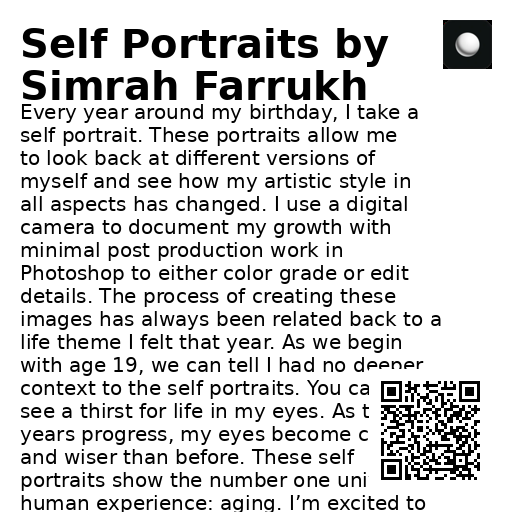 Self Portraits by
Simrah Farrukh
Every year around my birthday, I take a
self portrait. These portraits allow me
to look back at different versions of
myself and see how my artistic style in
all aspects has changed. I use a digital
camera to document my growth with
minimal post production work in
Photoshop to either color grade or edit
details. The process of creating these
images has always been related back to a
life theme I felt that year. As we begin
with age 19, we can tell I had no deeper
context to the self portraits. You ca
see a thirst for life in my eyes. As t
years progress, my eyes become c
and wiser than before. These self
portraits show the number one uni
human experience: aging. I’m excited to